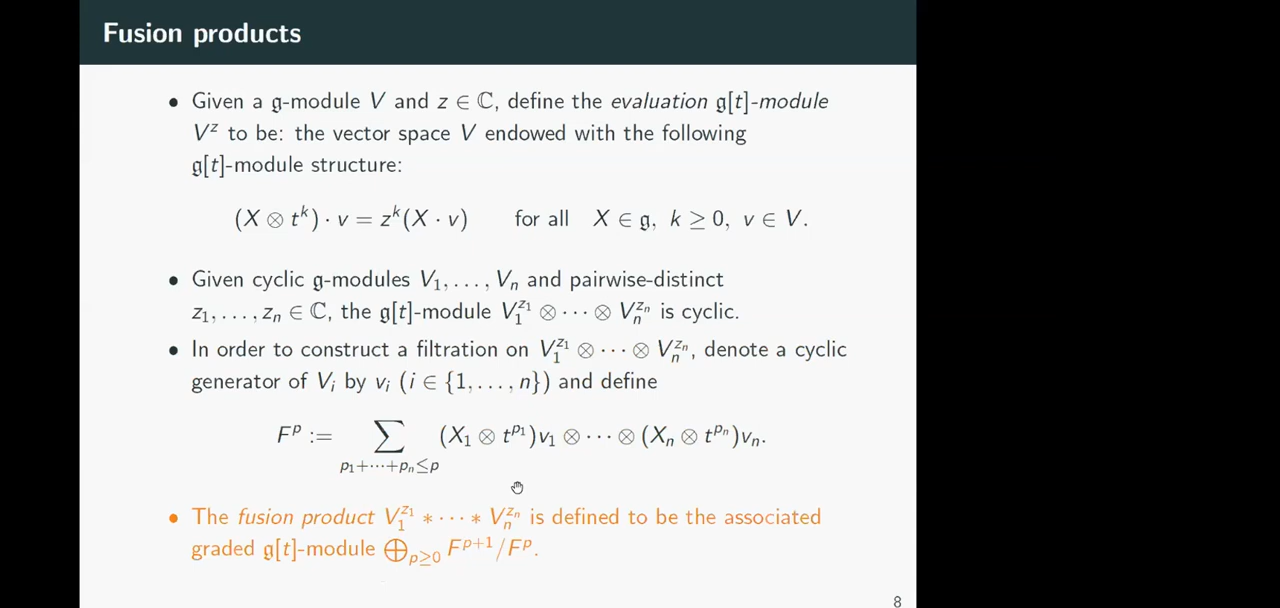 Fusion products
• Given a 𝔤-module V and z ∈ ℂ, define the evaluation 𝔤[t]-module
V^z to be: the vector space V endowed with the following
𝔤[t]-module structure:
(X ⊗ t^k) · v = z^k(X · v) for all X ∈ 𝔤, k ≥ 0, v ∈ V.
• Given cyclic 𝔤-modules V_1, . . . , V_n and pairwise-distinct
z_1, . . . , z_n ∈ ℂ, the 𝔤[t]-module V_1^{z_1} ⊗ · · · ⊗ V_n^{z_n} is cyclic.
• In order to construct a filtration on V_1^{z_1} ⊗ · · · ⊗ V_n^{z_n}, denote a cyclic
generator of V_i by v_i (i ∈ {1, . . . , n}) and define
F^p := ∑_{p_1+···+p_n≤p} (X_1 ⊗ t^{p_1})v_1 ⊗ · · · ⊗ (X_n ⊗ t^{p_n})v_n.
• The fusion product V_1^{z_1} ∗ · · · ∗ V_n^{z_n} is defined to be the associated
graded 𝔤[t]-module ⊕_{p≥0} F^{p+1}/F^p.
8